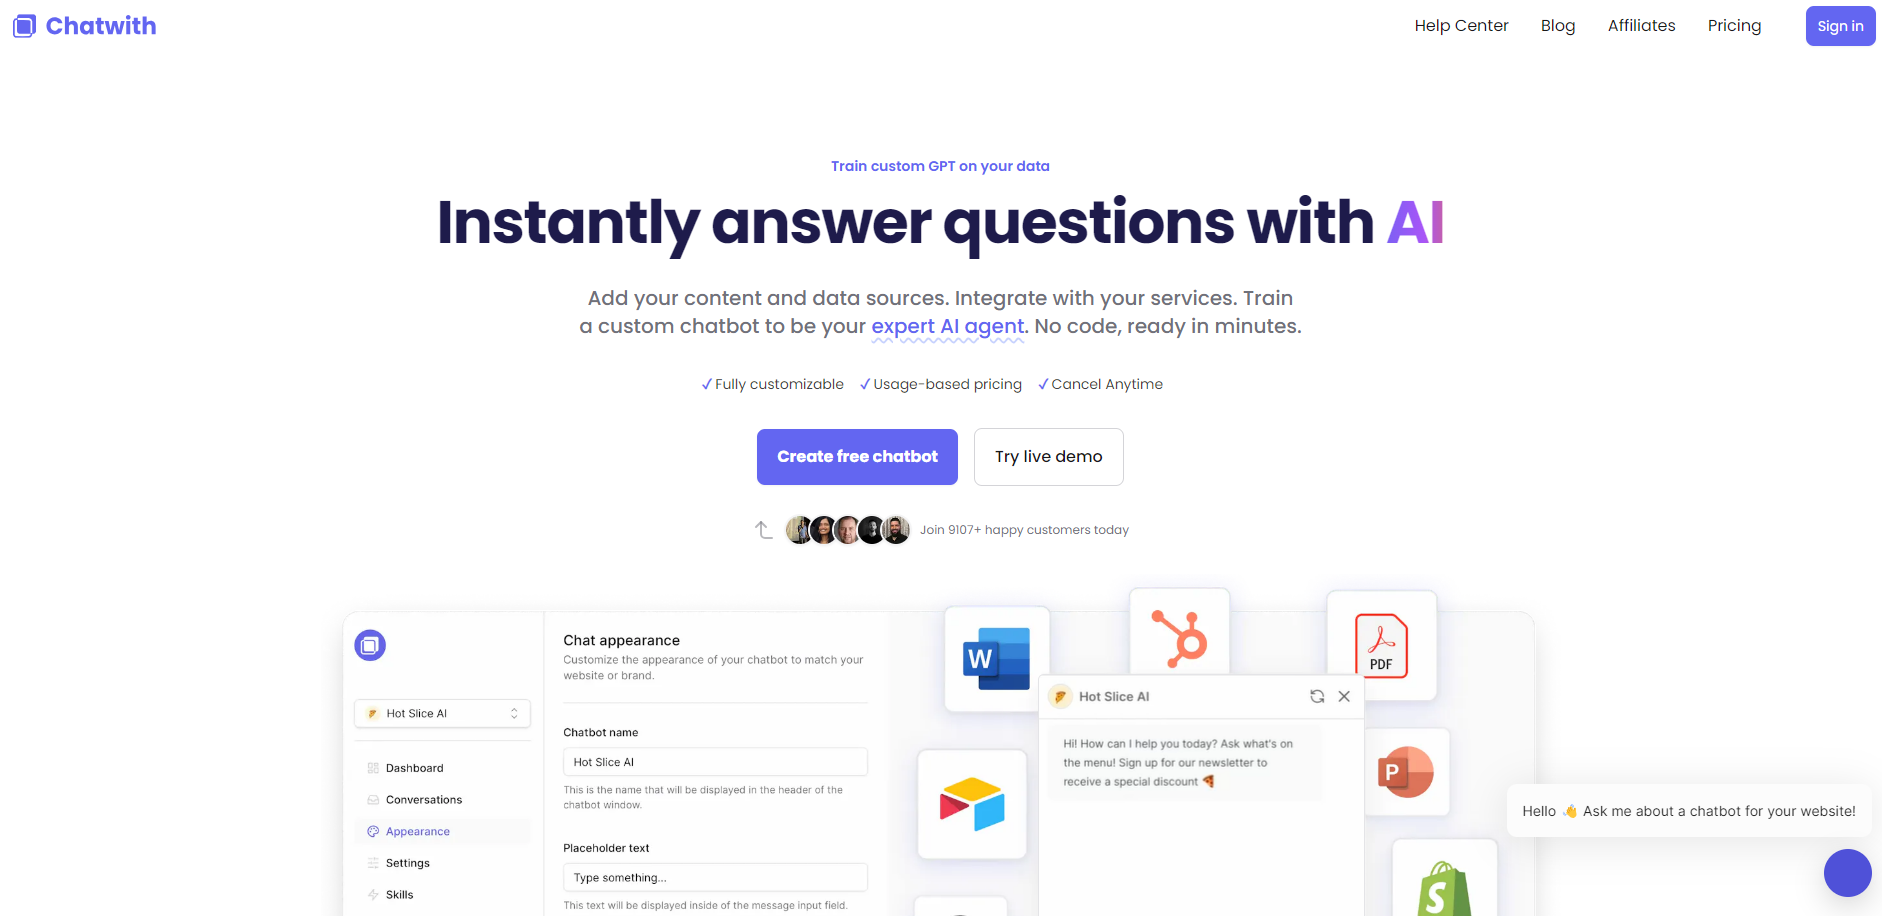 Chatwith
Help Center
Blog
Affiliates
Pricing
Sign in
Train custom GPT on your data
Instantly answer questions with AI
Add your content and data sources. Integrate with your services. Train
a custom chatbot to be your expert AI agent. No code, ready in minutes.
✓ Fully customizable ✓ Usage-based pricing ✓ Cancel Anytime
Create free chatbot
Try live demo
Join 9107+ happy customers today
Hot Slice AI
Dashboard
Conversations
Appearance
Settings
Skills
Chat appearance
Customize the appearance of your chatbot to match your
website or brand.
Chatbot name
Hot Slice AI
This is the name that will be displayed in the header of the
chatbot window.
Placeholder text
Type something...
This text will be displayed inside of the message input field.
W
PDF
Hot Slice AI
Hi! How can I help you today? Ask what's on
the menu! Sign up for our newsletter to
receive a special discount 🍕
P
S
Hello 👋 Ask me about a chatbot for your website!